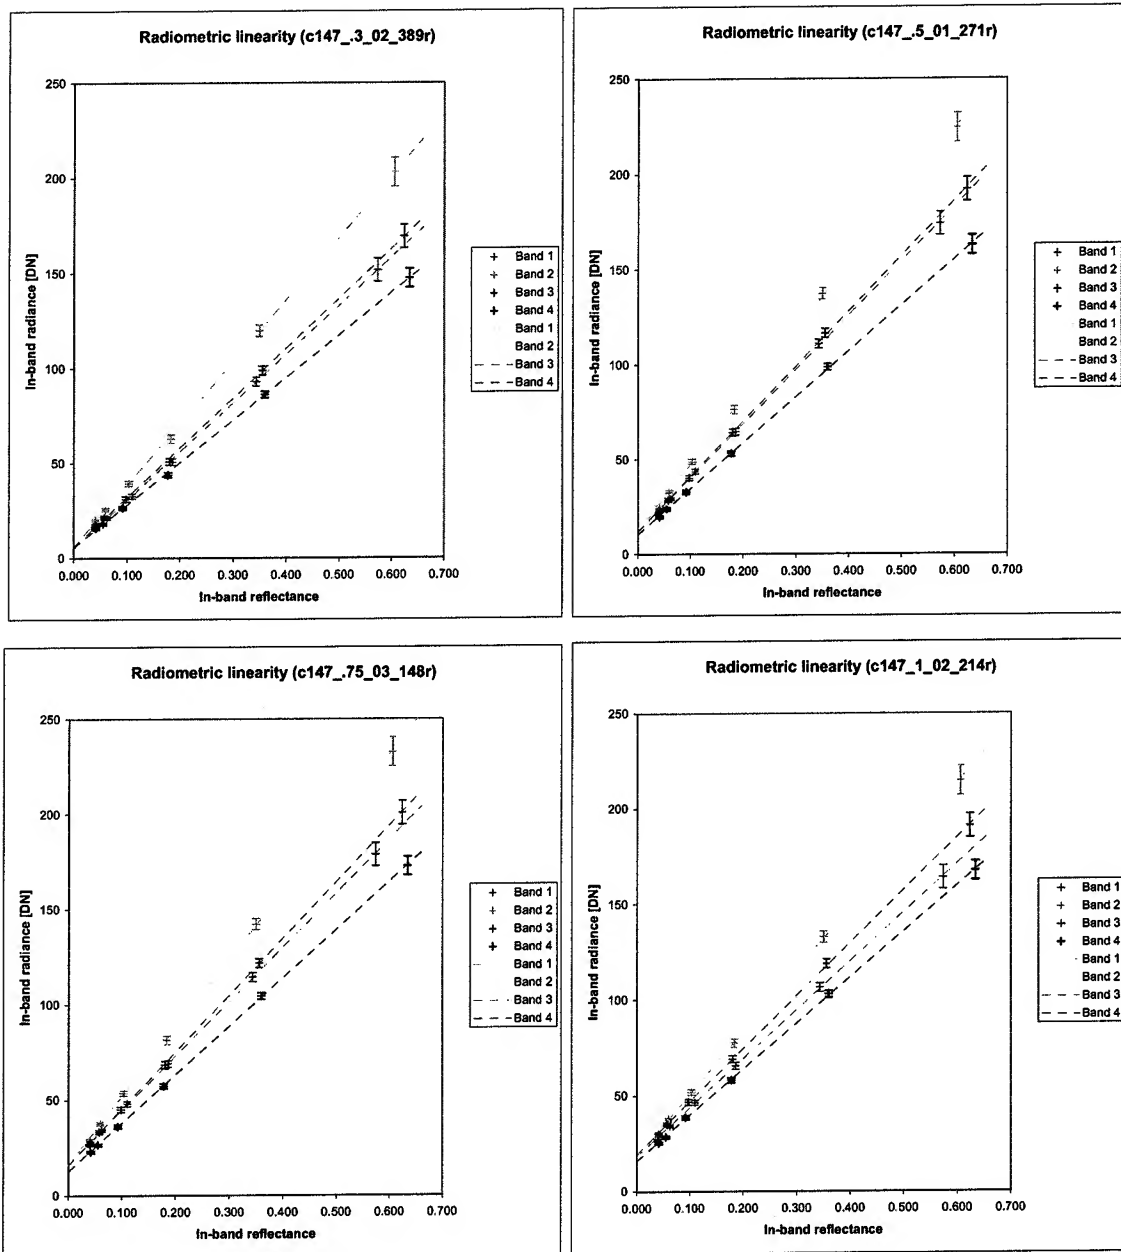 Radiometric linearity (c147_.3_02_389r)
250
200
150
100
50
0
0.000 0.100 0.200 0.300 0.400 0.500 0.600 0.700
In-band radiance [DN]
In-band reflectance
Band 1
Band 2
Band 3
Band 4
Band 1
Band 2
Band 3
Band 4
Radiometric linearity (c147_.5_01_271r)
250
200
150
100
50
0
0.000 0.100 0.200 0.300 0.400 0.500 0.600 0.700
In-band radiance [DN]
In-band reflectance
Band 1
Band 2
Band 3
Band 4
Band 1
Band 2
Band 3
Band 4
Radiometric linearity (c147_.75_03_148r)
250
200
150
100
50
0
0.000 0.100 0.200 0.300 0.400 0.500 0.600 0.700
In-band radiance [DN]
In-band reflectance
Band 1
Band 2
Band 3
Band 4
Band 1
Band 2
Band 3
Band 4
Radiometric linearity (c147_1_02_214r)
250
200
150
100
50
0
0.000 0.100 0.200 0.300 0.400 0.500 0.600 0.700
In-band radiance [DN]
In-band reflectance
Band 1
Band 2
Band 3
Band 4
Band 1
Band 2
Band 3
Band 4